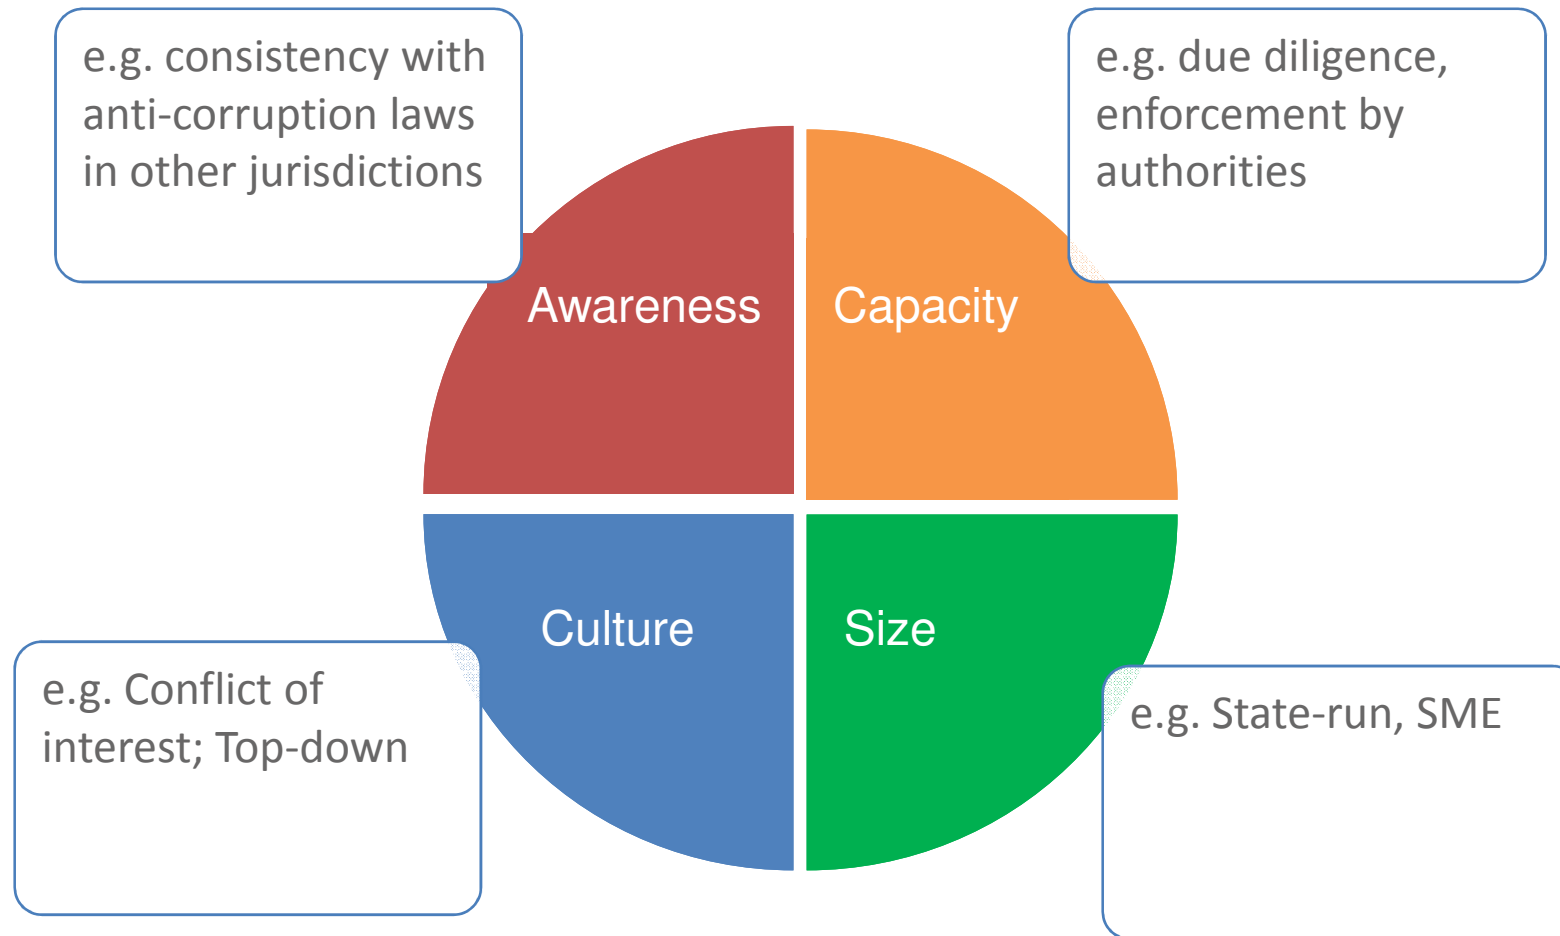 e.g. consistency with
anti-corruption laws
in other jurisdictions
e.g. due diligence,
enforcement by
authorities
Awareness
Capacity
Culture
Size
e.g. Conflict of
interest; Top-down
e.g. State-run, SME